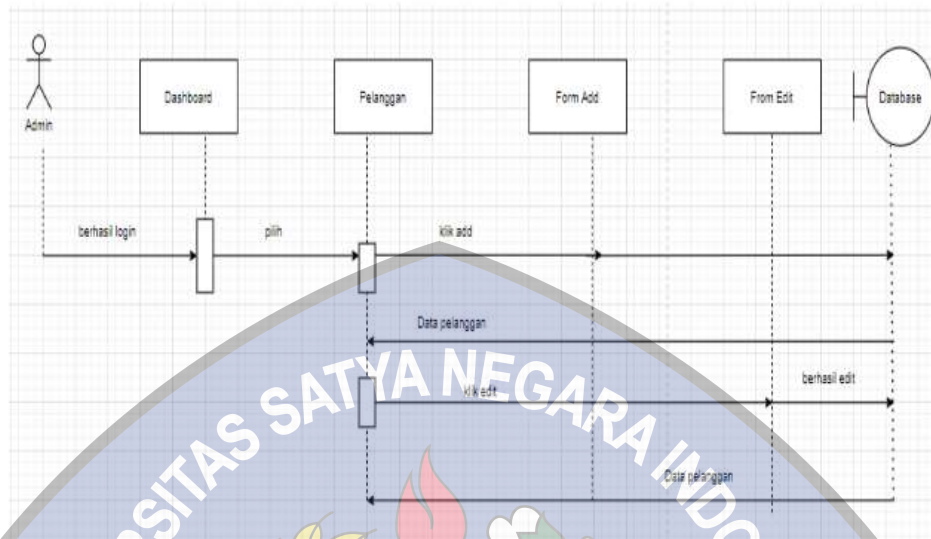 Admin
Dashboard
Pelanggan
Form Add
From Edit
Database
berhasil login
pilih
klik add
Data pelanggan
klik edit
berhasil edit
Data pelanggan
SITAS SATYA NEGARA INDO